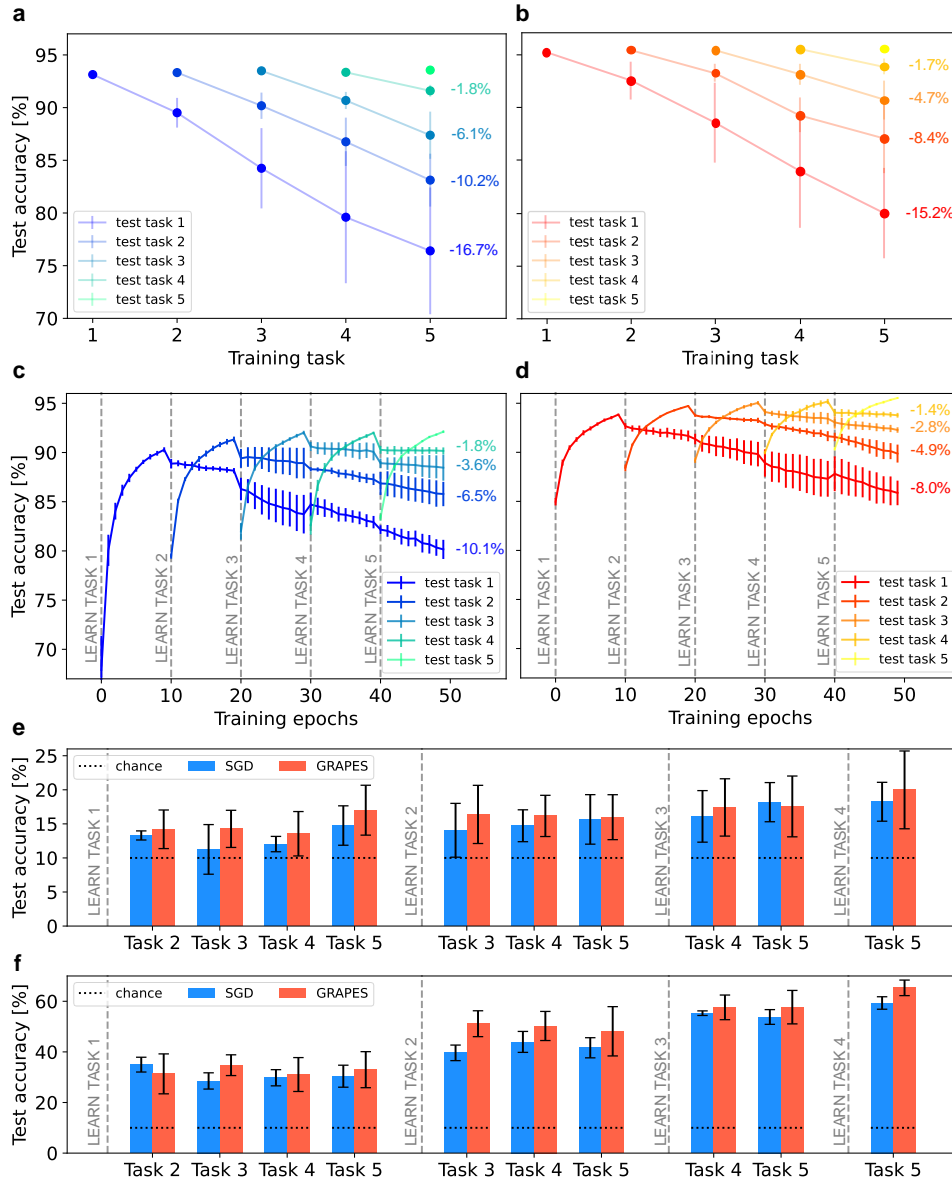 a
b
Test accuracy [%]
95
90
85
80
75
70
-1.8%
-6.1%
-10.2%
-16.7%
test task 1
test task 2
test task 3
test task 4
test task 5
1 2 3 4 5
Training task
-1.7%
-4.7%
-8.4%
-15.2%
test task 1
test task 2
test task 3
test task 4
test task 5
1 2 3 4 5
Training task
c
d
Test accuracy [%]
95
90
85
80
75
70
LEARN TASK 1
LEARN TASK 2
LEARN TASK 3
LEARN TASK 4
LEARN TASK 5
-1.8%
-3.6%
-6.5%
-10.1%
test task 1
test task 2
test task 3
test task 4
test task 5
0 10 20 30 40 50
Training epochs
LEARN TASK 1
LEARN TASK 2
LEARN TASK 3
LEARN TASK 4
LEARN TASK 5
-1.4%
-2.8%
-4.9%
-8.0%
test task 1
test task 2
test task 3
test task 4
test task 5
0 10 20 30 40 50
Training epochs
e
Test accuracy [%]
25
20
15
10
5
0
chance SGD GRAPES
LEARN TASK 1
LEARN TASK 2
LEARN TASK 3
LEARN TASK 4
Task 2 Task 3 Task 4 Task 5 Task 3 Task 4 Task 5 Task 4 Task 5 Task 5
f
Test accuracy [%]
60
40
20
0
chance SGD GRAPES
LEARN TASK 1
LEARN TASK 2
LEARN TASK 3
LEARN TASK 4
Task 2 Task 3 Task 4 Task 5 Task 3 Task 4 Task 5 Task 4 Task 5 Task 5